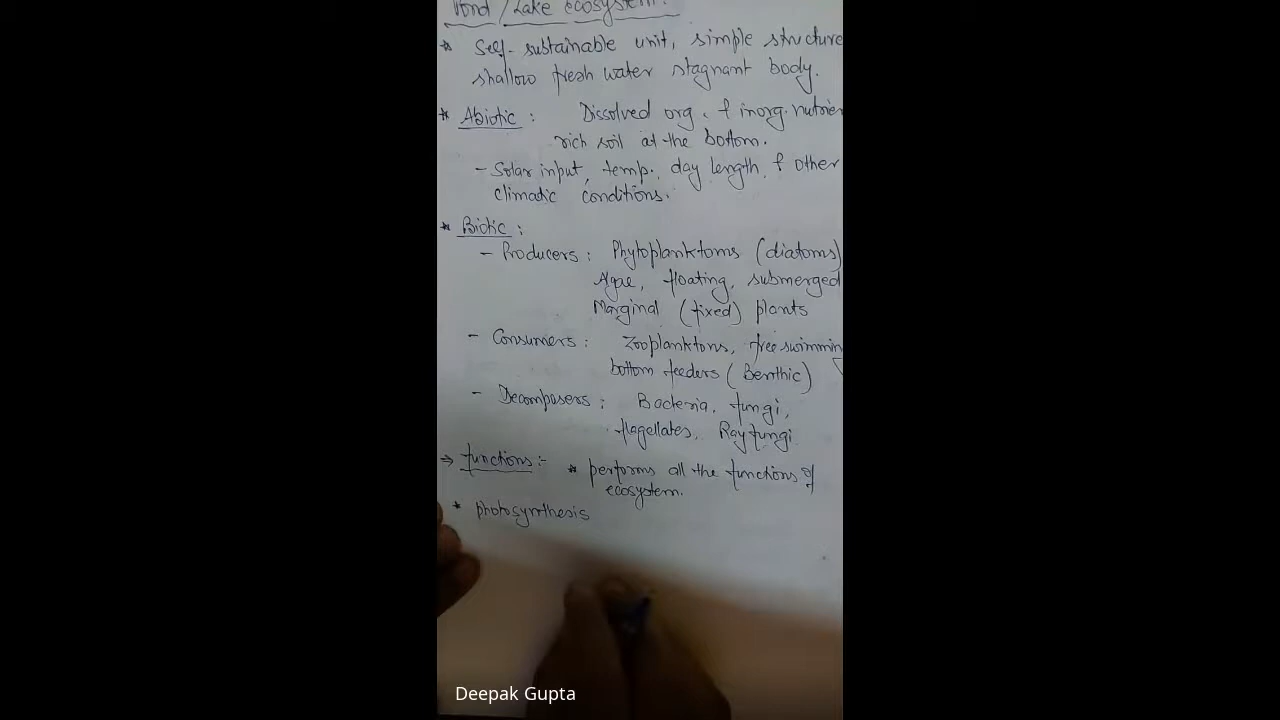 Pond / Lake ecosystem.
* Self-sustainable unit, simple structure
shallow fresh water stagnant body.
* Abiotic : Dissolved org. & inorg. nutrien
rich soil at the bottom.
- Solar input, temp., day length, & other
climatic conditions.
* Biotic :
- Producers : Phytoplanktoms (diatoms)
Algae, floating, submerged
Marginal (fixed) plants
- Consumers : Zooplanktons, free swimmin
bottom feeders (Benthic)
- Decomposers : Bacteria, fungi,
flagellates, Ray fungi
⇒ functions :- * performs all the functions of
ecosystem.
* photosynthesis
Deepak Gupta